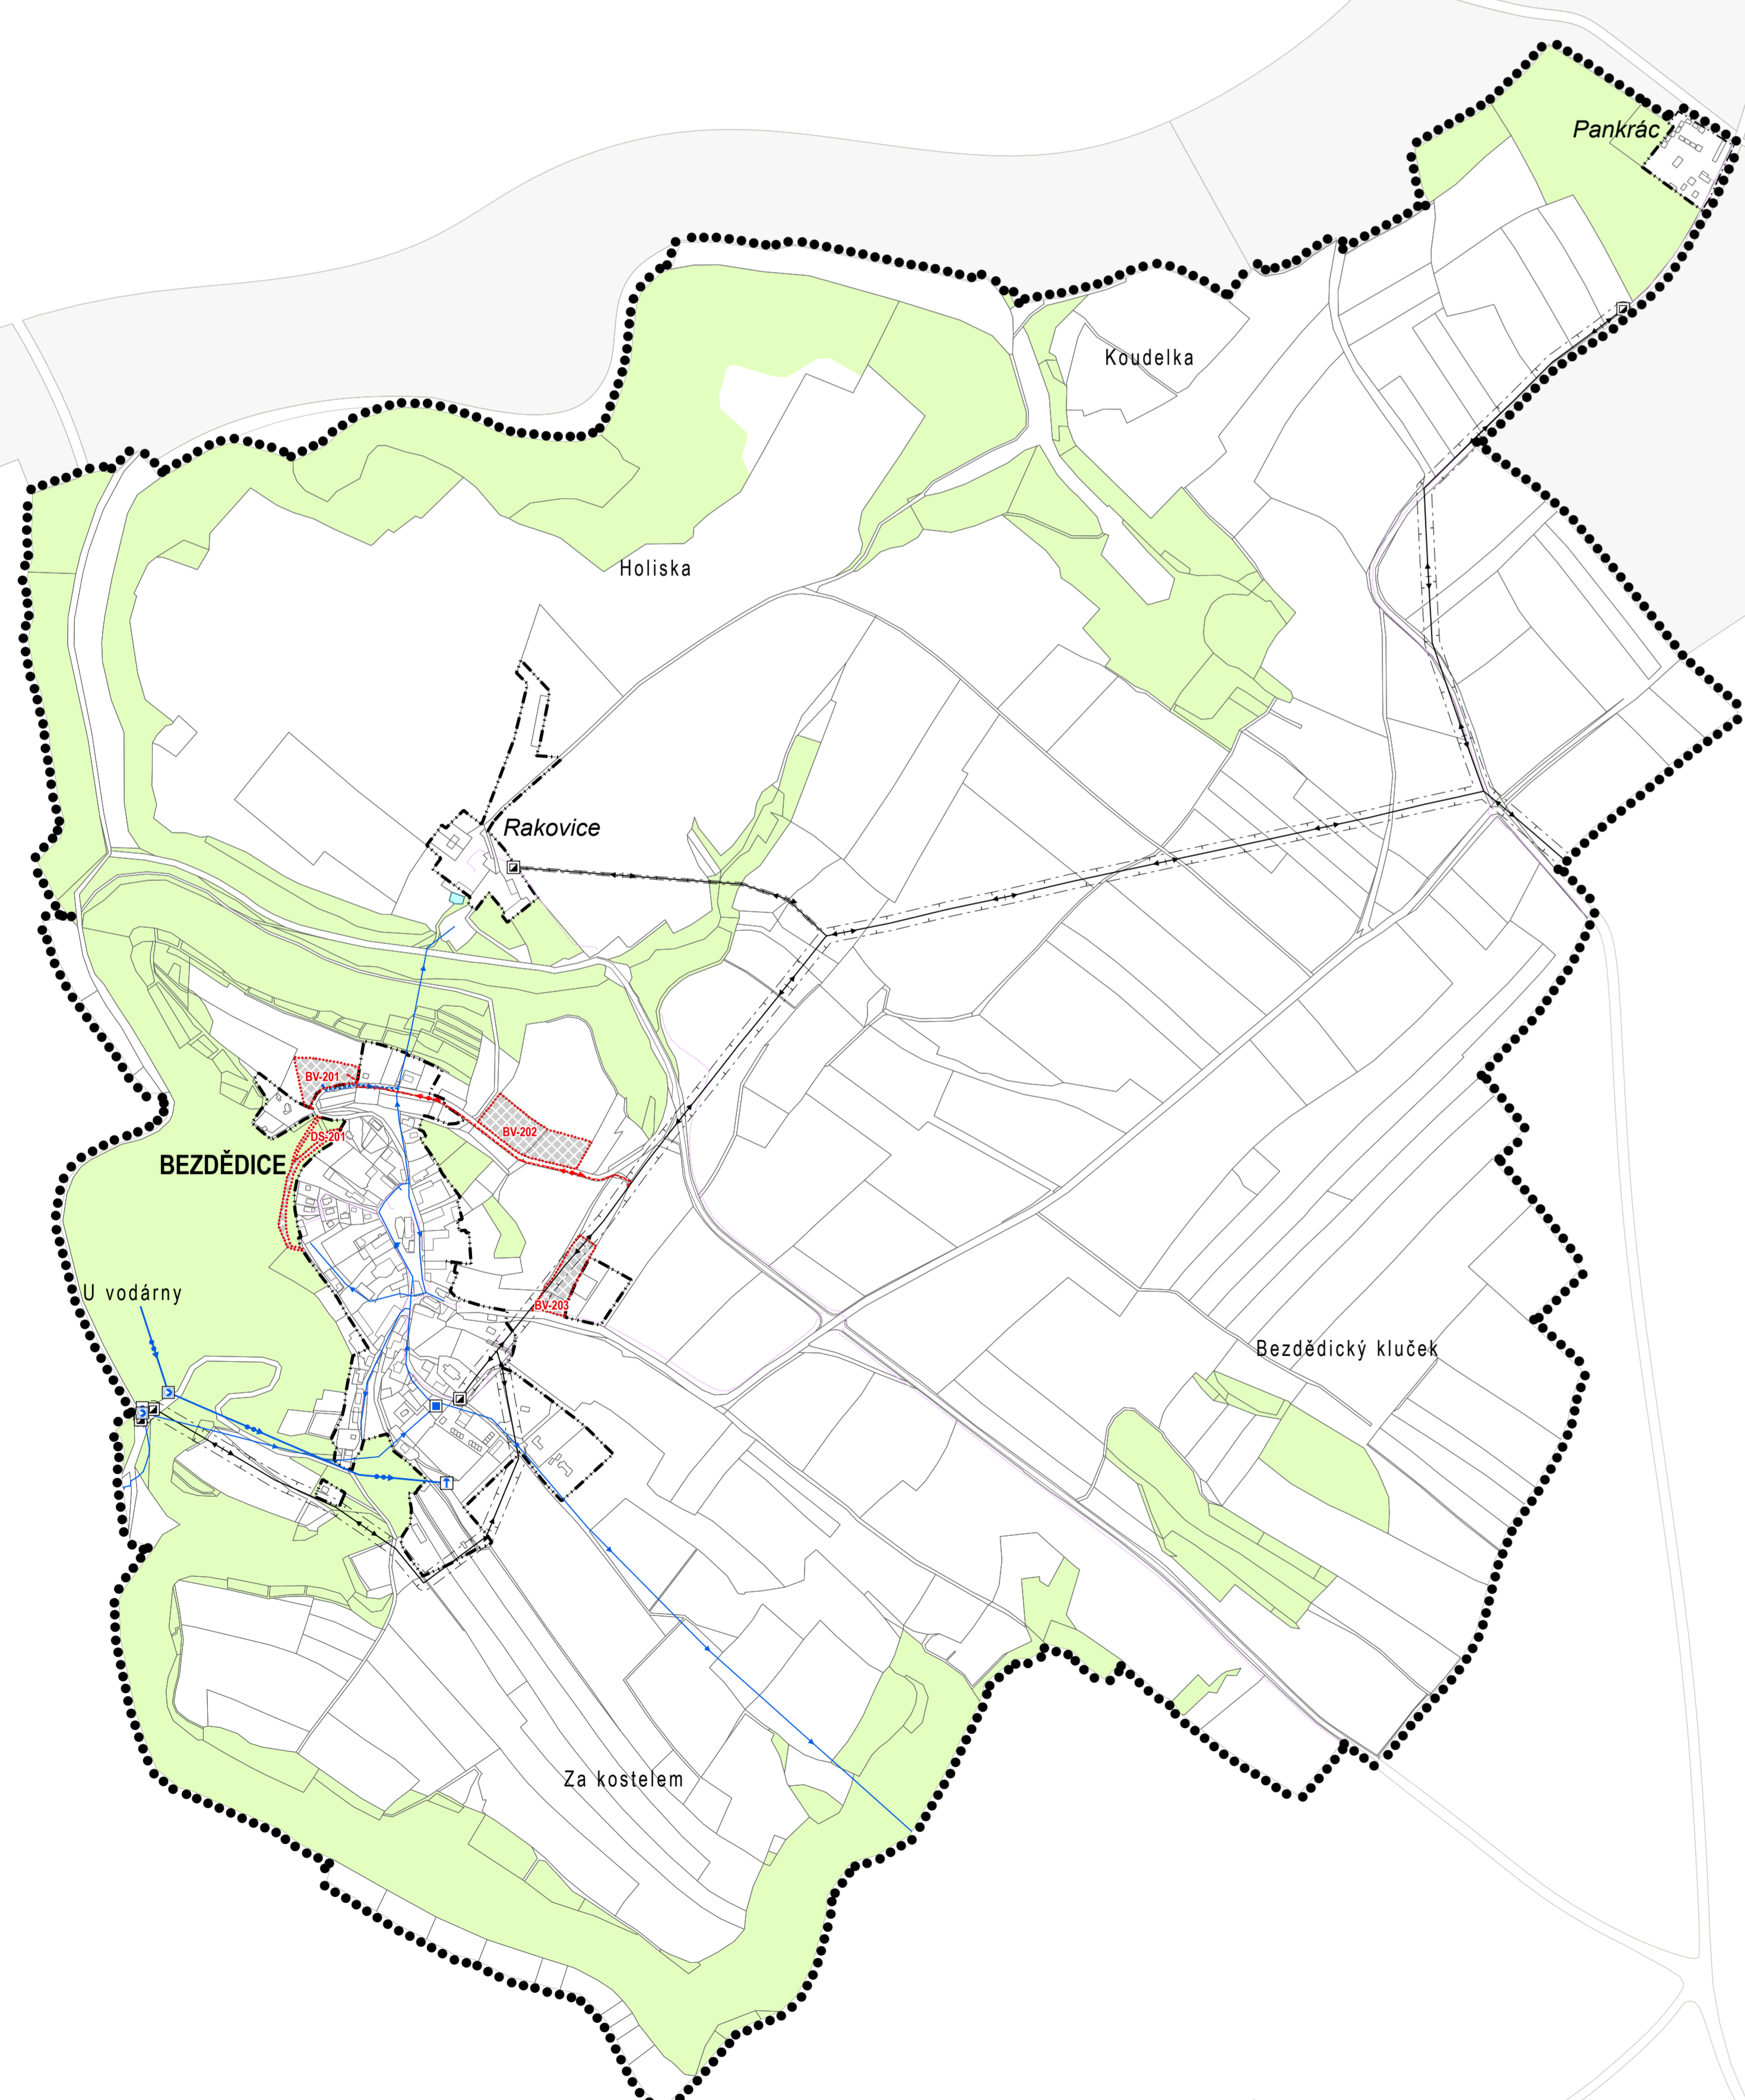 Pankrác
Koudelka
Holiska
Rakovice
BV-201
BV-202
DS-201
BEZDĚDICE
U vodárny
BV-203
Bezdědický kluček
Za kostelem